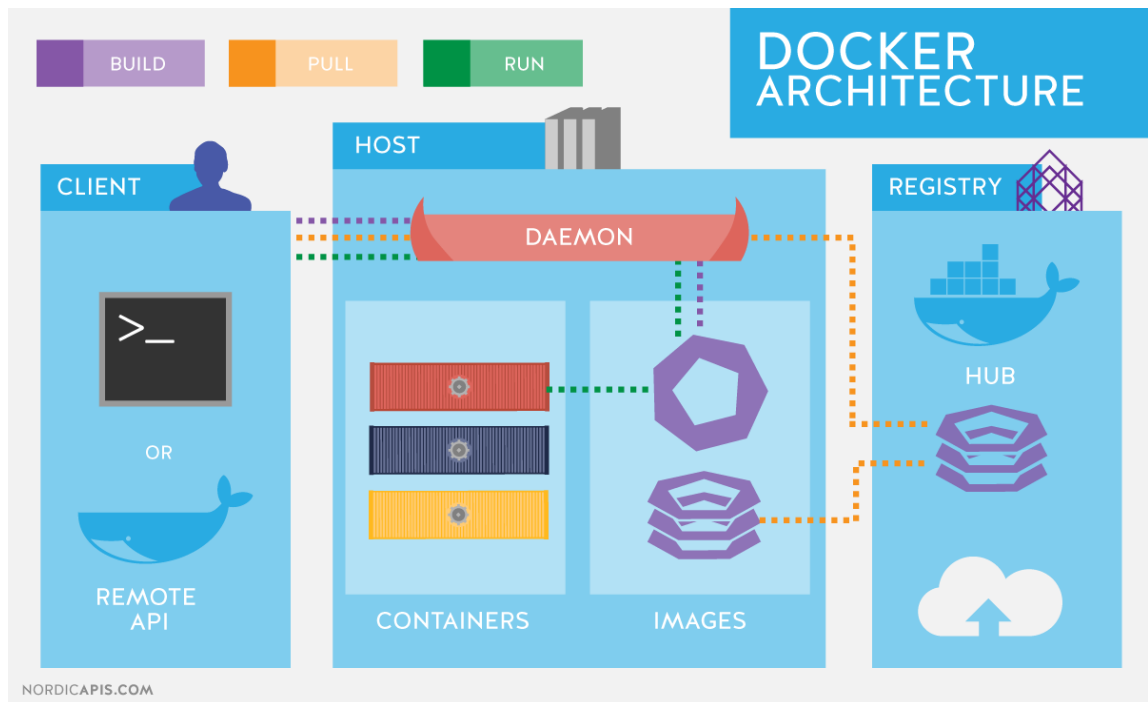 BUILD
PULL
RUN
DOCKER
ARCHITECTURE
HOST
CLIENT
REGISTRY
DAEMON
>_
HUB
OR
REMOTE
API
CONTAINERS
IMAGES
NORDICAPIS.COM